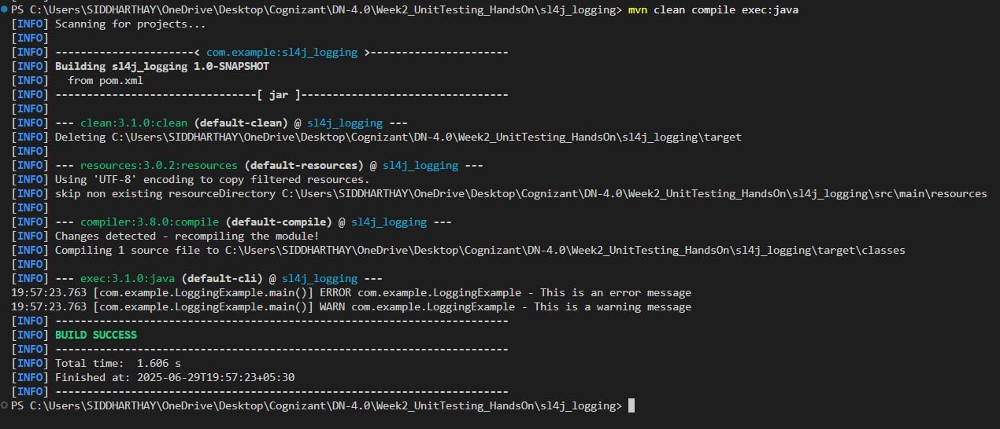 PS C:\Users\SIDDHARTHAY\OneDrive\Desktop\Cognizant\DN-4.0\Week2_UnitTesting_HandsOn\sl4j_logging> mvn clean compile exec:java
[INFO] Scanning for projects...
[INFO]
[INFO] ----------------------< com.example:sl4j_logging >----------------------
[INFO] Building sl4j_logging 1.0-SNAPSHOT
[INFO]   from pom.xml
[INFO] --------------------------------[ jar ]---------------------------------
[INFO]
[INFO] --- clean:3.1.0:clean (default-clean) @ sl4j_logging ---
[INFO] Deleting C:\Users\SIDDHARTHAY\OneDrive\Desktop\Cognizant\DN-4.0\Week2_UnitTesting_HandsOn\sl4j_logging\target
[INFO]
[INFO] --- resources:3.0.2:resources (default-resources) @ sl4j_logging ---
[INFO] Using 'UTF-8' encoding to copy filtered resources.
[INFO] skip non existing resourceDirectory C:\Users\SIDDHARTHAY\OneDrive\Desktop\Cognizant\DN-4.0\Week2_UnitTesting_HandsOn\sl4j_logging\src\main\resources
[INFO]
[INFO] --- compiler:3.8.0:compile (default-compile) @ sl4j_logging ---
[INFO] Changes detected - recompiling the module!
[INFO] Compiling 1 source file to C:\Users\SIDDHARTHAY\OneDrive\Desktop\Cognizant\DN-4.0\Week2_UnitTesting_HandsOn\sl4j_logging\target\classes
[INFO]
[INFO] --- exec:3.1.0:java (default-cli) @ sl4j_logging ---
19:57:23.763 [com.example.LoggingExample.main()] ERROR com.example.LoggingExample - This is an error message
19:57:23.763 [com.example.LoggingExample.main()] WARN com.example.LoggingExample - This is a warning message
[INFO] ------------------------------------------------------------------------
[INFO] BUILD SUCCESS
[INFO] ------------------------------------------------------------------------
[INFO] Total time:  1.606 s
[INFO] Finished at: 2025-06-29T19:57:23+05:30
[INFO] ------------------------------------------------------------------------
PS C:\Users\SIDDHARTHAY\OneDrive\Desktop\Cognizant\DN-4.0\Week2_UnitTesting_HandsOn\sl4j_logging>